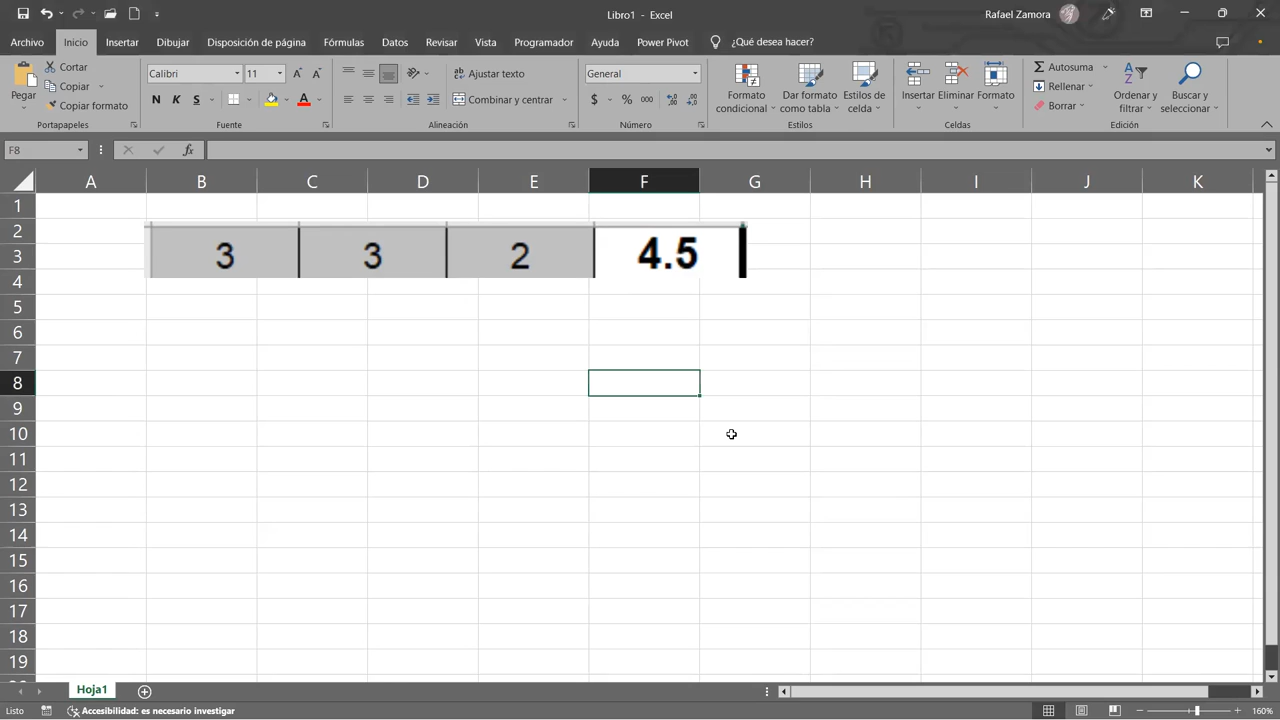 Libro1 - Excel
Rafael Zamora
Archivo Inicio Insertar Dibujar Disposición de página Fórmulas Datos Revisar Vista Programador Ayuda Power Pivot ¿Qué desea hacer?
Pegar
Cortar
Copiar
Copiar formato
Portapapeles
Calibri 11
N K S
Fuente
Ajustar texto
Combinar y centrar
Alineación
General
$ % 000
Número
Formato condicional
Dar formato como tabla
Estilos de celda
Estilos
Insertar Eliminar Formato
Celdas
Autosuma
Rellenar
Borrar
Ordenar y filtrar
Buscar y seleccionar
Edición
F8 fx
A B C D E F G H I J K
1
2
3 3 3 2 4.5
4
5
6
7
8
9
10
11
12
13
14
15
16
17
18
19
Hoja1
Listo Accesibilidad: es necesario investigar 160%